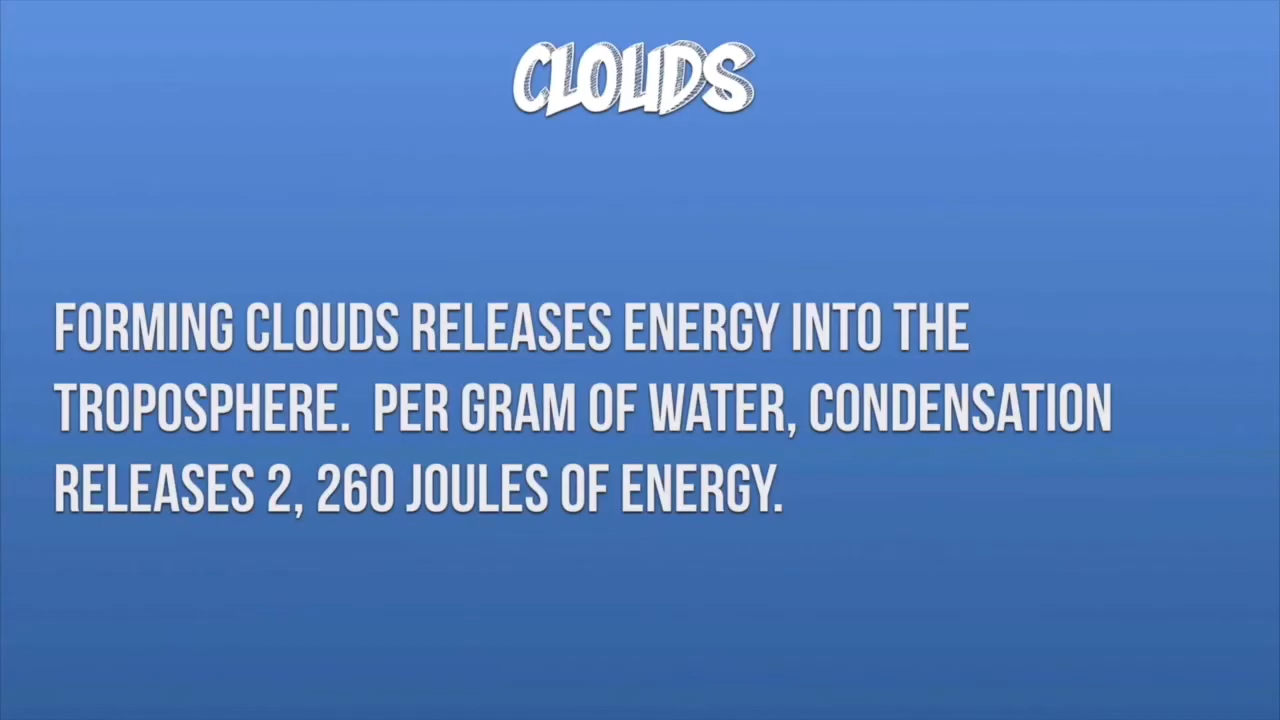 CLOUDS
FORMING CLOUDS RELEASES ENERGY INTO THE
TROPOSPHERE. PER GRAM OF WATER, CONDENSATION
RELEASES 2, 260 JOULES OF ENERGY.